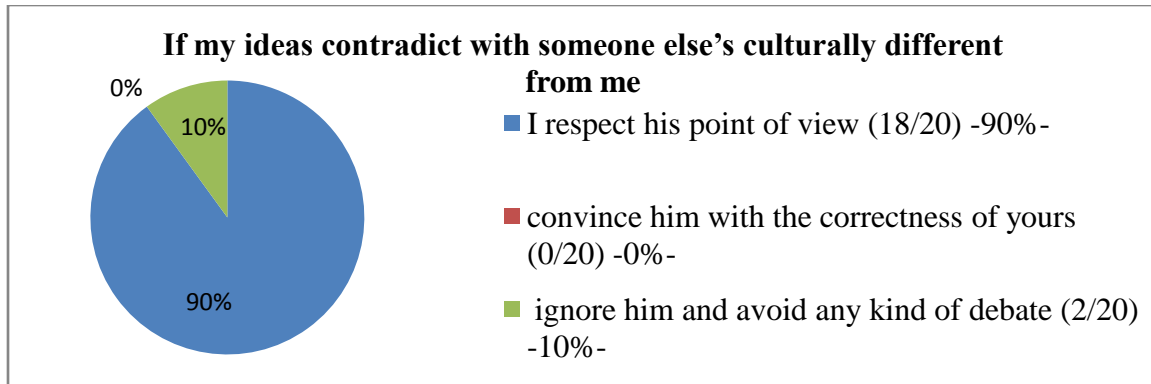 If my ideas contradict with someone else’s culturally different
from me
0%
10%
90%
I respect his point of view (18/20) -90%-
convince him with the correctness of yours
(0/20) -0%-
ignore him and avoid any kind of debate (2/20)
-10%-